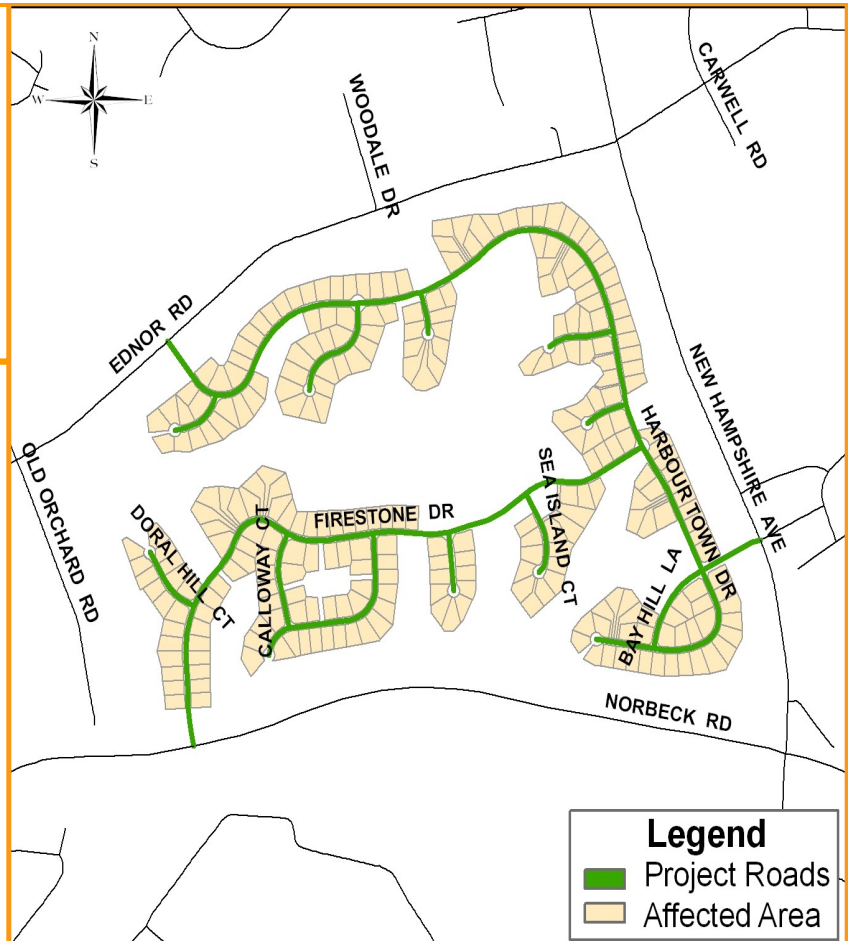 N
W
E
S
WOODALE DR
CARWELL RD
EDNOR RD
NEW HAMPSHIRE AVE
HARBOUR TOWN DR
OLD ORCHARD RD
SEA ISLAND CT
DORAL HILL CT
CALLOWAY CT
FIRESTONE DR
BAY HILL LA
NORBECK RD
Legend
Project Roads
Affected Area